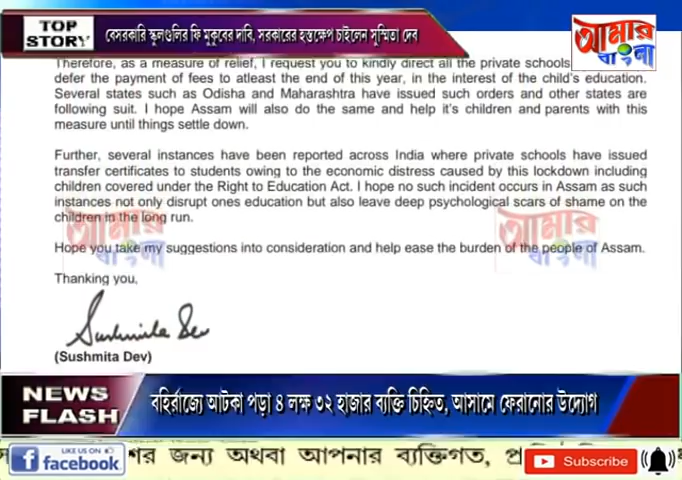 TOP STORY
বেসরকারি স্কুলগুলির ফি মুকুবের দাবি, সরকারের হস্তক্ষেপ চাইলেন সুস্মিতা দেব
আমার বাংলা
Therefore, as a measure of relief, I request you to kindly direct all the private schools
defer the payment of fees to atleast the end of this year, in the interest of the child's education.
Several states such as Odisha and Maharashtra have issued such orders and other states are
following suit. I hope Assam will also do the same and help it's children and parents with this
measure until things settle down.
Further, several instances have been reported across India where private schools have issued
transfer certificates to students owing to the economic distress caused by this lockdown including
children covered under the Right to Education Act. I hope no such incident occurs in Assam as such
instances not only disrupt ones education but also leave deep psychological scars of shame on the
children in the long run.
আমার বাংলা
আমার বাংলা
Hope you take my suggestions into consideration and help ease the burden of the people of Assam.
Thanking you,
Sushmita Dev
(Sushmita Dev)
NEWS FLASH
বহির্রাজ্যে আটকা পড়া ৪ লক্ষ ৩২ হাজার ব্যক্তি চিহ্নিত, আসামে ফেরানোর উদ্যোগ
LIKE US ON
facebook
শের জন্য অথবা আপনার ব্যক্তিগত,
Subscribe